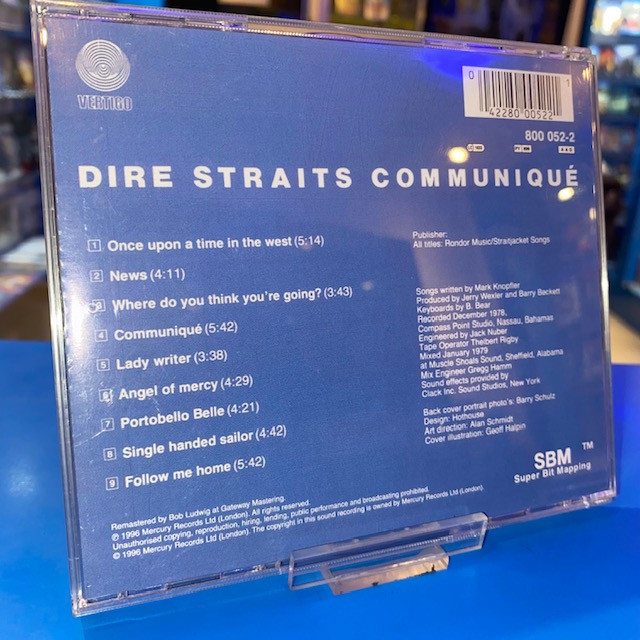 VERTIGO
0 42280 00522 1
800 052-2
DIRE STRAITS COMMUNIQUÉ
1 Once upon a time in the west (5:14)
2 News (4:11)
3 Where do you think you're going? (3:43)
4 Communiqué (5:42)
5 Lady writer (3:38)
6 Angel of mercy (4:29)
7 Portobello Belle (4:21)
8 Single handed sailor (4:42)
9 Follow me home (5:42)
Publisher:
All titles: Rondor Music/Straitjacket Songs
Songs written by Mark Knopfler
Produced by Jerry Wexler and Barry Beckett
Keyboards by B. Bear
Recorded December 1978,
Compass Point Studio, Nassau, Bahamas
Engineered by Jack Nuber
Tape Operator Thelbert Rigby
Mixed January 1979
at Muscle Shoals Sound, Sheffield, Alabama
Mix Engineer Gregg Hamm
Sound effects provided by
Clack Inc. Sound Studios, New York
Back cover portrait photo's: Barry Schulz
Design: Hothouse
Art direction: Alan Schmidt
Cover illustration: Geoff Halpin
SBM TM
Super Bit Mapping
Remastered by Bob Ludwig at Gateway Mastering.
℗ 1996 Mercury Records Ltd (London). All rights reserved.
Unauthorised copying, reproduction, hiring, lending, public performance and broadcasting prohibited.
© 1996 Mercury Records Ltd (London). The copyright in this sound recording is owned by Mercury Records Ltd (London).